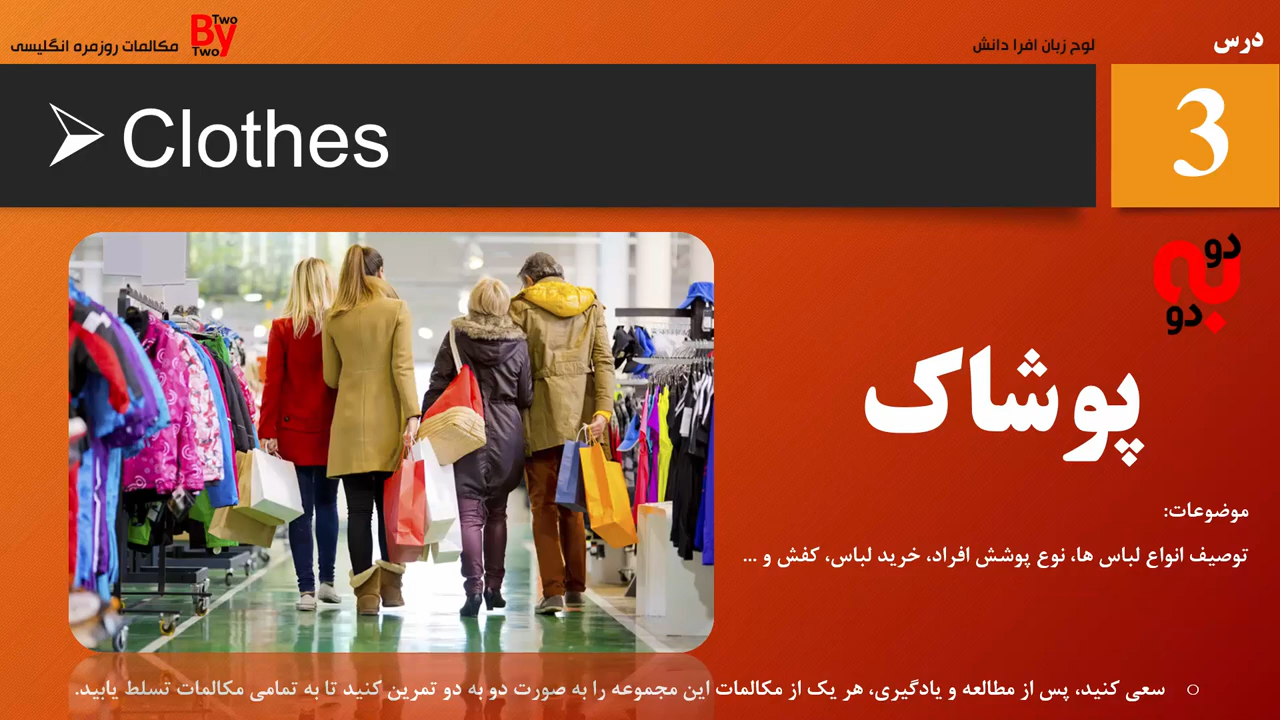 مکالمات روزمره انگلیسی
Two
By
Two
لوح زبان افرا دانش
درس
3
➢ Clothes
دو
به
دو
پوشاک
موضوعات:
توصیف انواع لباس ها، نوع پوشش افراد، خرید لباس، کفش و ...
○ سعی کنید، پس از مطالعه و یادگیری، هر یک از مکالمات این مجموعه را به صورت دو به دو تمرین کنید تا به تمامی مکالمات تسلط یابید.